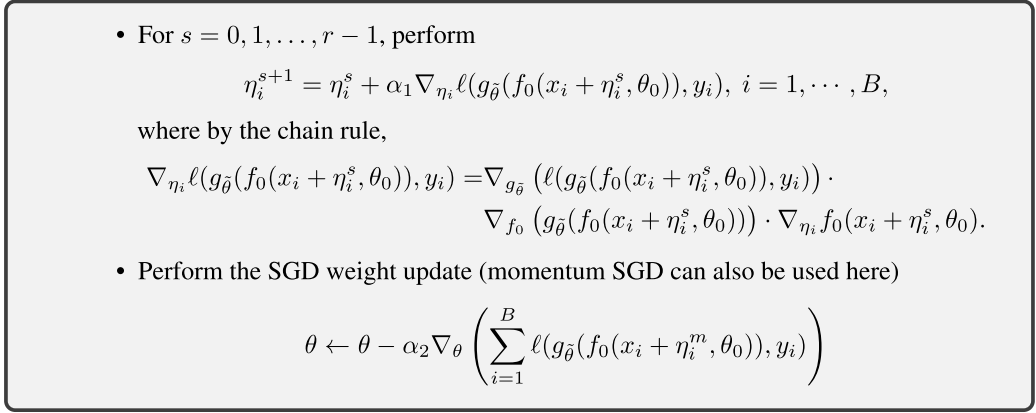 • For $s = 0, 1, \ldots, r-1$, perform
$\eta_i^{s+1} = \eta_i^s + \alpha_1 \nabla_{\eta_i} \ell(g_{\tilde{\theta}}(f_0(x_i + \eta_i^s, \theta_0)), y_i), \; i = 1, \cdots, B,$
where by the chain rule,
$\nabla_{\eta_i} \ell(g_{\tilde{\theta}}(f_0(x_i + \eta_i^s, \theta_0)), y_i) = \nabla_{g_{\tilde{\theta}}} \left( \ell(g_{\tilde{\theta}}(f_0(x_i + \eta_i^s, \theta_0)), y_i) \right) \cdot$
$\nabla_{f_0} \left( g_{\tilde{\theta}}(f_0(x_i + \eta_i^s, \theta_0)) \right) \cdot \nabla_{\eta_i} f_0(x_i + \eta_i^s, \theta_0).$
• Perform the SGD weight update (momentum SGD can also be used here)
$\theta \leftarrow \theta - \alpha_2 \nabla_\theta \left( \sum_{i=1}^{B} \ell(g_{\tilde{\theta}}(f_0(x_i + \eta_i^m, \theta_0)), y_i) \right)$